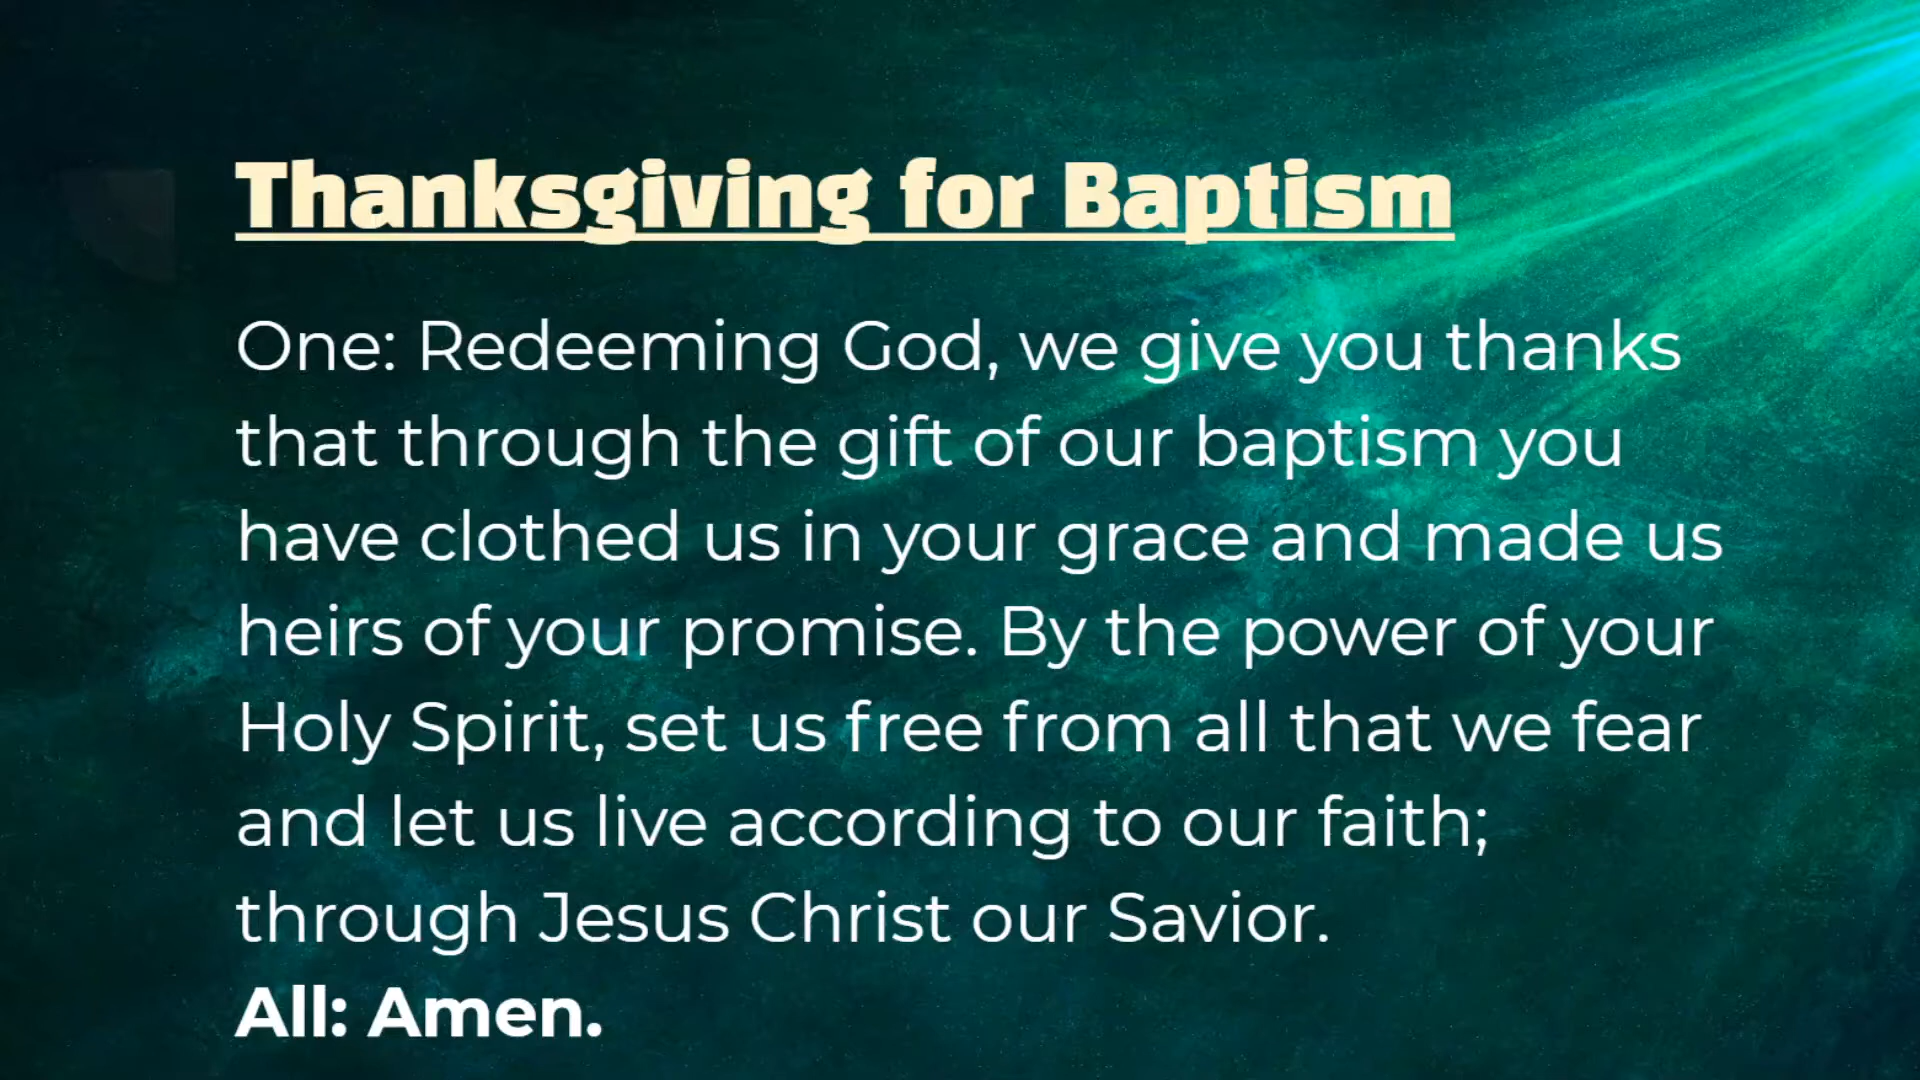 Thanksgiving for Baptism
One: Redeeming God, we give you thanks
that through the gift of our baptism you
have clothed us in your grace and made us
heirs of your promise. By the power of your
Holy Spirit, set us free from all that we fear
and let us live according to our faith;
through Jesus Christ our Savior.
All: Amen.